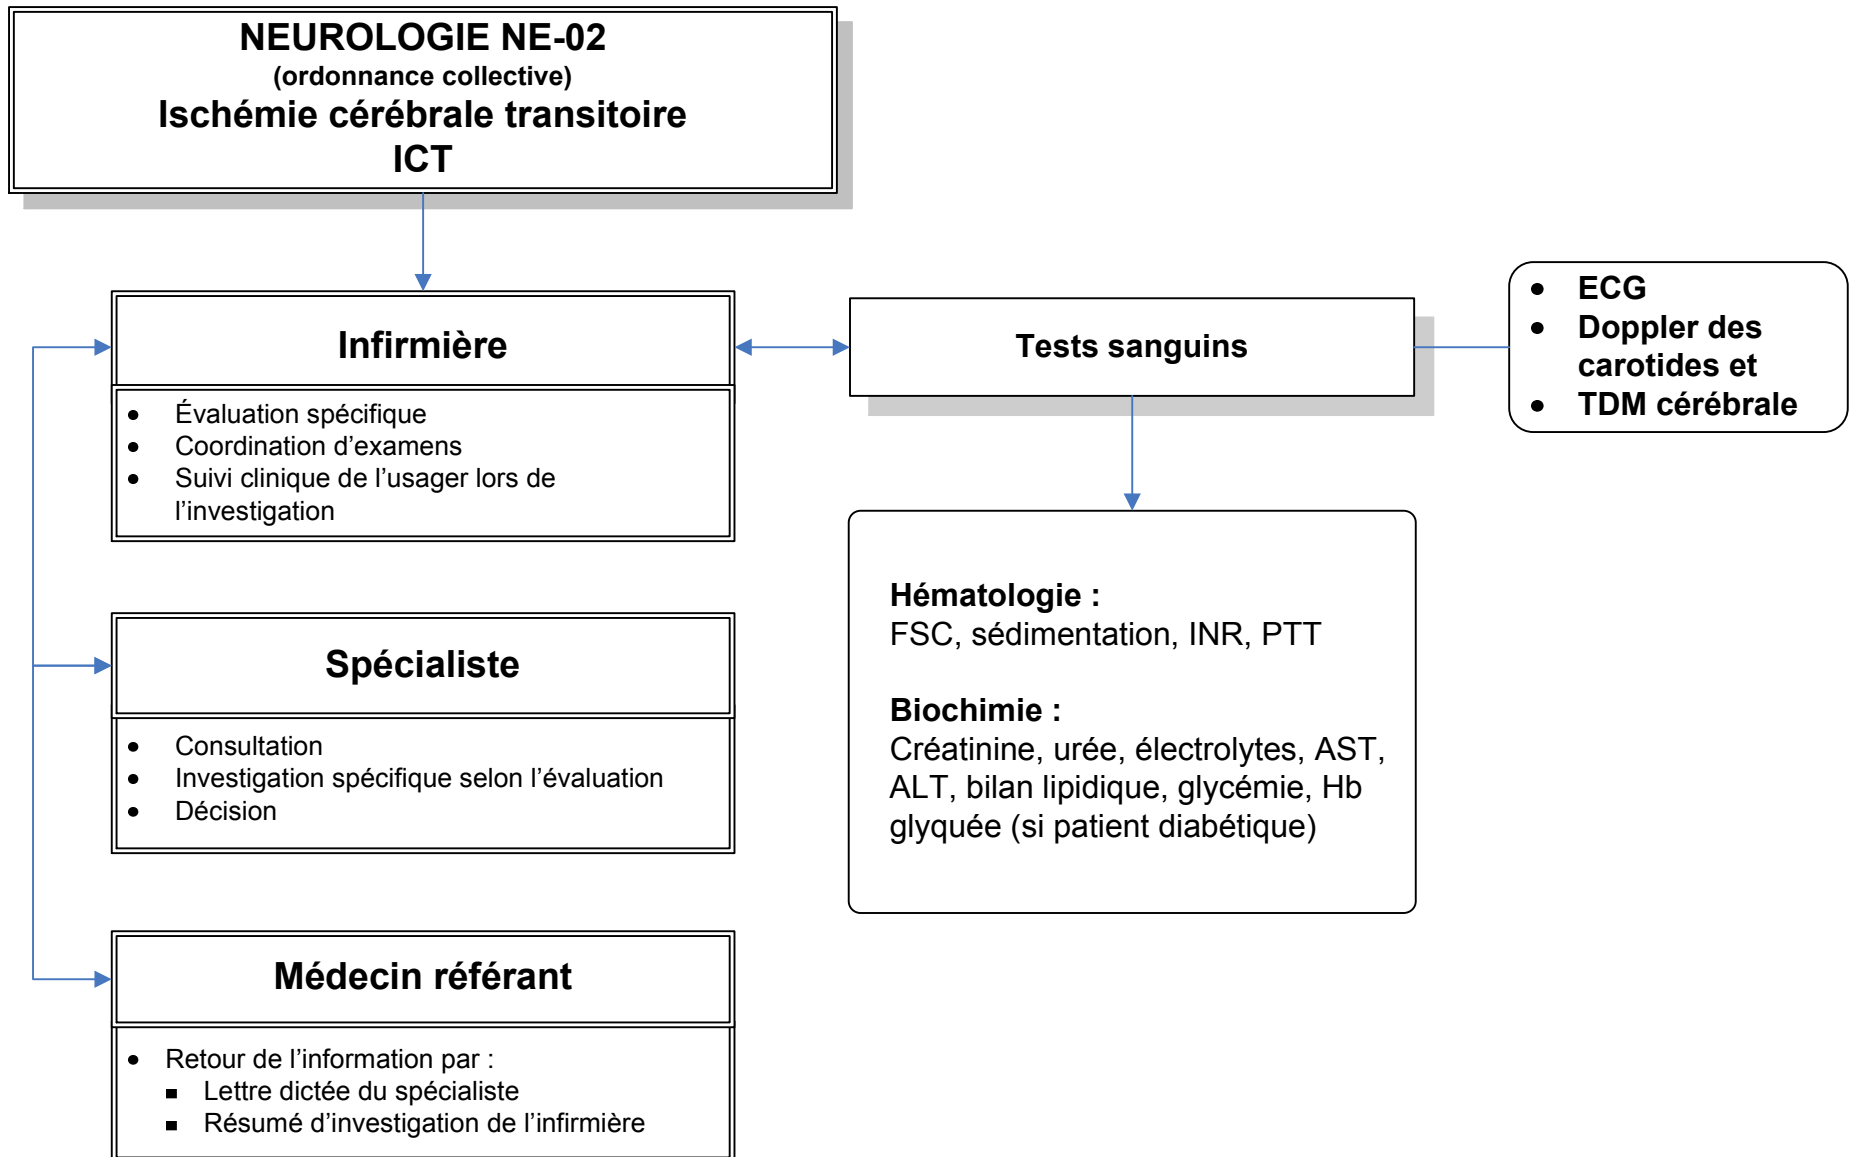 NEUROLOGIE NE-02
(ordonnance collective)
Ischémie cérébrale transitoire
ICT
Infirmière
• Évaluation spécifique
• Coordination d’examens
• Suivi clinique de l’usager lors de
l’investigation
Tests sanguins
• ECG
• Doppler des
carotides et
• TDM cérébrale
Hématologie :
FSC, sédimentation, INR, PTT
Biochimie :
Créatinine, urée, électrolytes, AST,
ALT, bilan lipidique, glycémie, Hb
glyquée (si patient diabétique)
Spécialiste
• Consultation
• Investigation spécifique selon l’évaluation
• Décision
Médecin référant
• Retour de l’information par :
▪ Lettre dictée du spécialiste
▪ Résumé d’investigation de l’infirmière